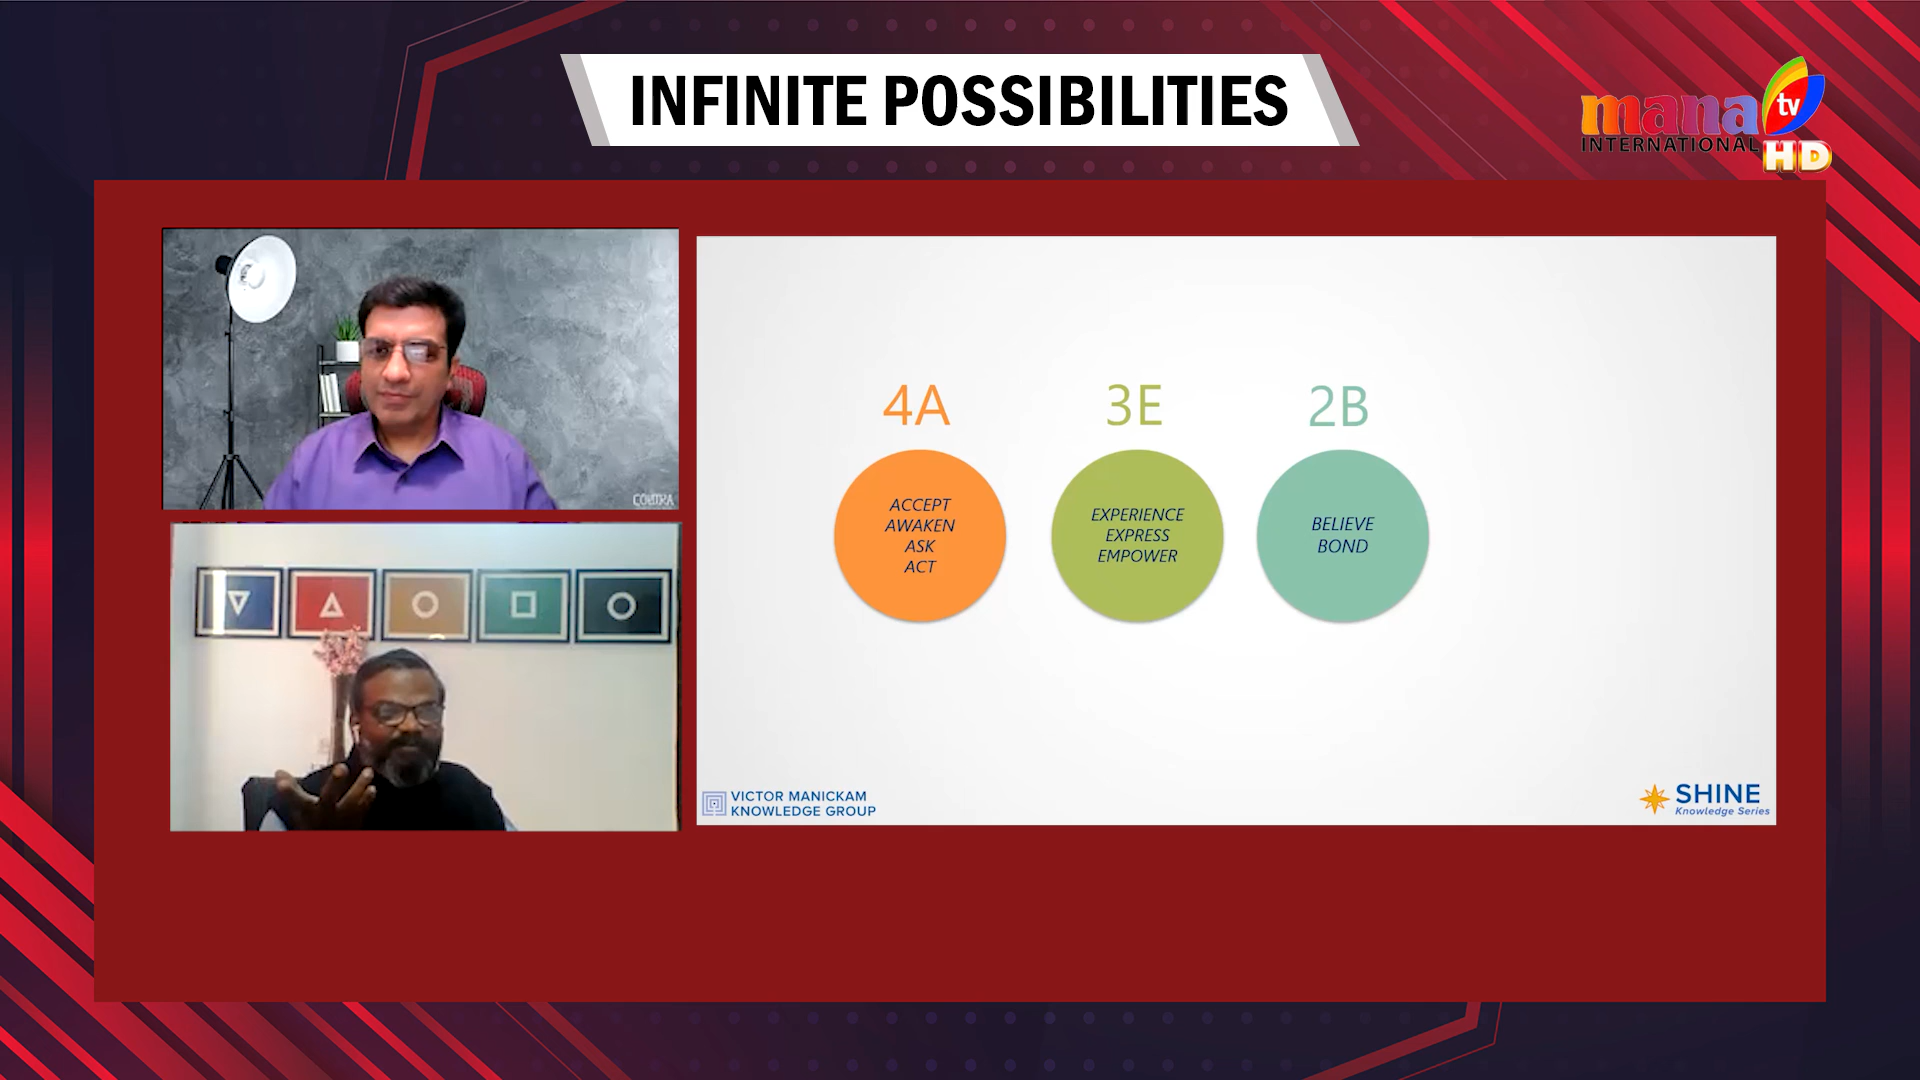 INFINITE POSSIBILITIES
mana tv
INTERNATIONAL
HD
4A
3E
2B
ACCEPT
AWAKEN
ASK
ACT
EXPERIENCE
EXPRESS
EMPOWER
BELIEVE
BOND
VICTOR MANICKAM
KNOWLEDGE GROUP
SHINE
Knowledge Series